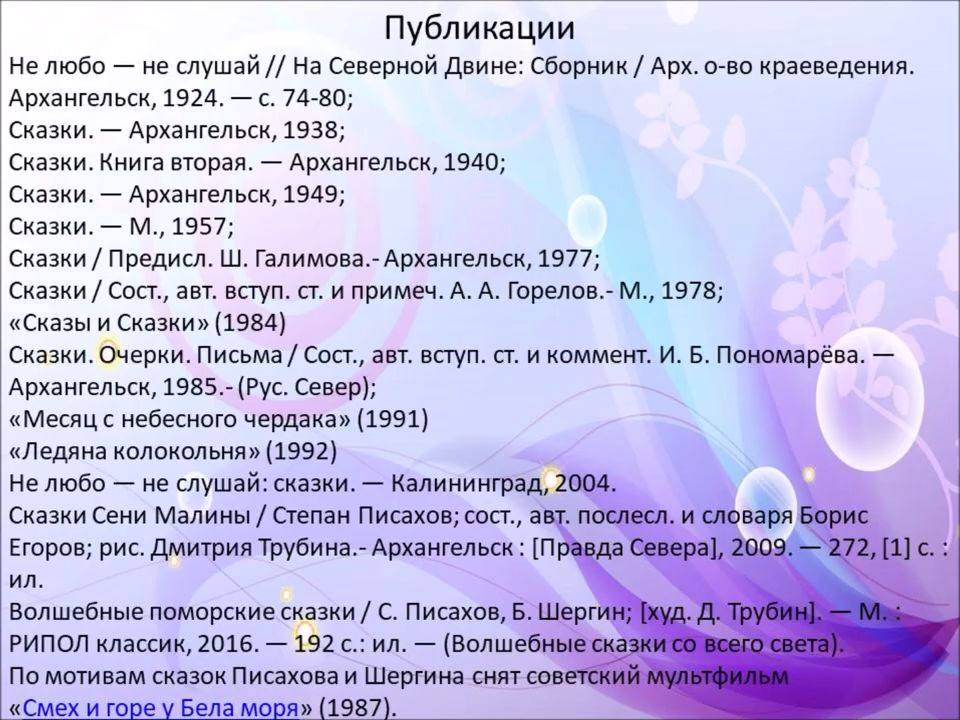 Публикации
Не любо — не слушай // На Северной Двине: Сборник / Арх. о-во краеведения.
Архангельск, 1924. — с. 74-80;
Сказки. — Архангельск, 1938;
Сказки. Книга вторая. — Архангельск, 1940;
Сказки. — Архангельск, 1949;
Сказки. — М., 1957;
Сказки / Предисл. Ш. Галимова.- Архангельск, 1977;
Сказки / Сост., авт. вступ. ст. и примеч. А. А. Горелов.- М., 1978;
«Сказы и Сказки» (1984)
Сказки. Очерки. Письма / Сост., авт. вступ. ст. и коммент. И. Б. Пономарёва. —
Архангельск, 1985.- (Рус. Север);
«Месяц с небесного чердака» (1991)
«Ледяна колокольня» (1992)
Не любо — не слушай: сказки. — Калининград, 2004.
Сказки Сени Малины / Степан Писахов; сост., авт. послесл. и словаря Борис
Егоров; рис. Дмитрия Трубина.- Архангельск : [Правда Севера], 2009. — 272, [1] с. :
ил.
Волшебные поморские сказки / С. Писахов, Б. Шергин; [худ. Д. Трубин]. — М. :
РИПОЛ классик, 2016. — 192 с.: ил. — (Волшебные сказки со всего света).
По мотивам сказок Писахова и Шергина снят советский мультфильм
«Смех и горе у Бела моря» (1987).